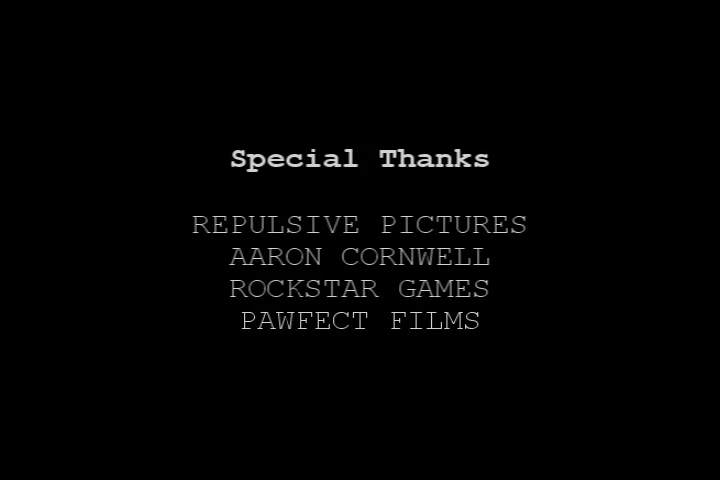 Special Thanks
REPULSIVE PICTURES
AARON CORNWELL
ROCKSTAR GAMES
PAWFECT FILMS